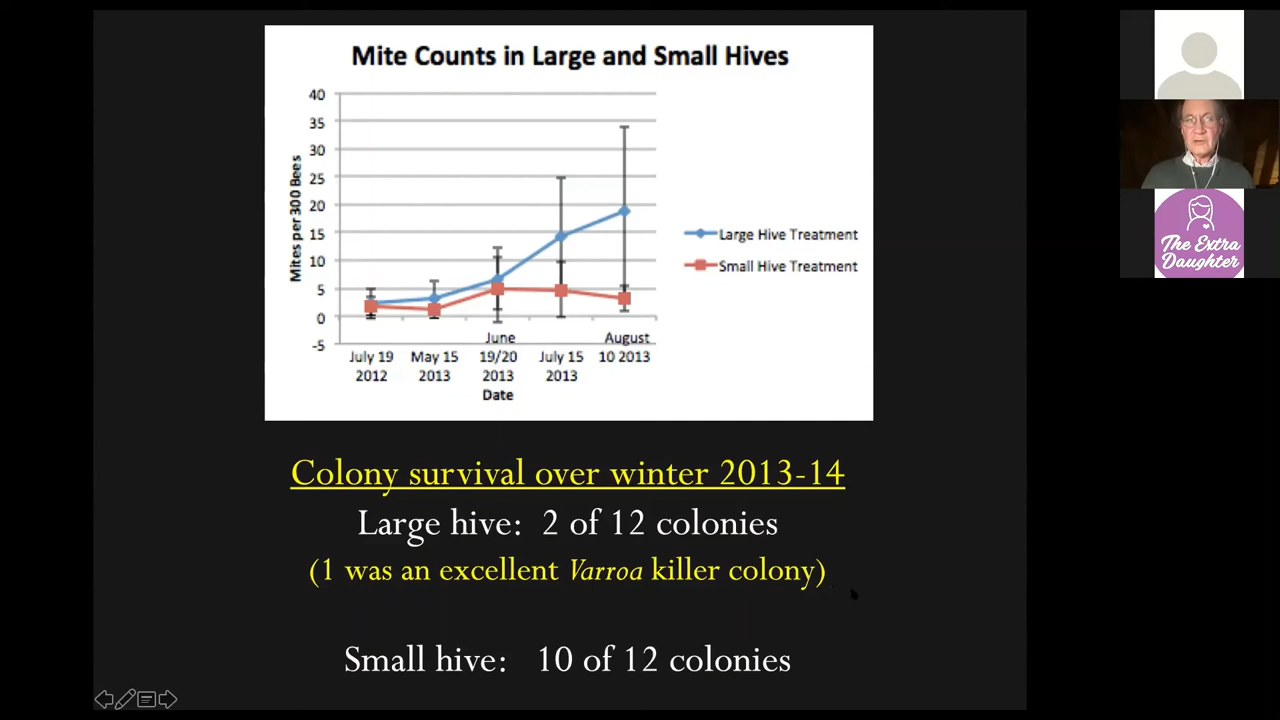 Mite Counts in Large and Small Hives
40
35
30
25
20
15
10
5
0
-5
Mites per 300 Bees
July 19 2012
May 15 2013
June 19/20 2013
July 15 2013
August 10 2013
Date
Large Hive Treatment
Small Hive Treatment
Colony survival over winter 2013-14
Large hive: 2 of 12 colonies
(1 was an excellent Varroa killer colony)
Small hive: 10 of 12 colonies
The Extra
Daughter